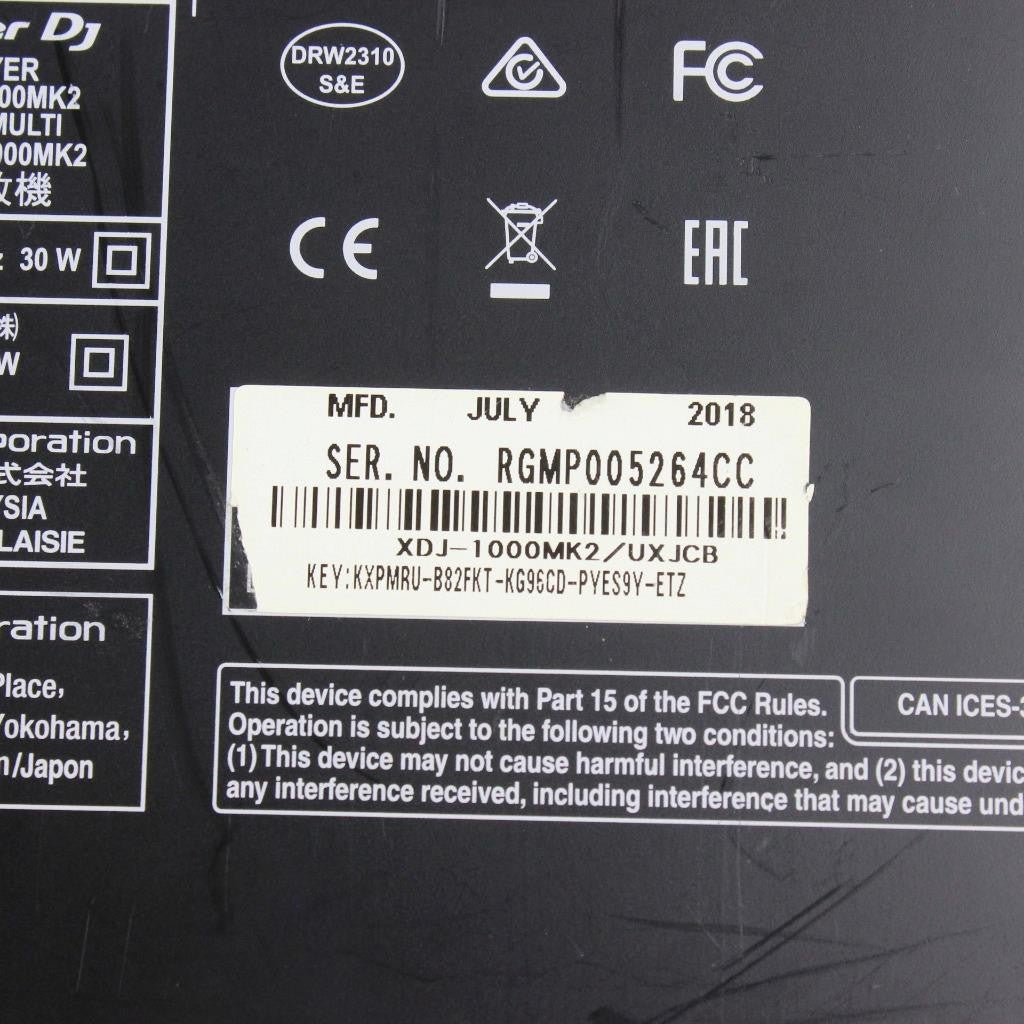 er DJ
YER
00MK2
MULTI
000MK2
機
30 W
㈱
W
poration
式会社
YSIA
LAISIE
ration
Place,
Yokohama,
n/Japon
DRW2310
S&E
FC
CE
EAC
MFD. JULY 2018
SER. NO. RGMP005264CC
XDJ-1000MK2/UXJCB
KEY:KXPMRU-B82FKT-KG96CD-PYES9Y-ETZ
This device complies with Part 15 of the FCC Rules.
Operation is subject to the following two conditions:
(1) This device may not cause harmful interference, and (2) this devic
any interference received, including interference that may cause und
CAN ICES-3